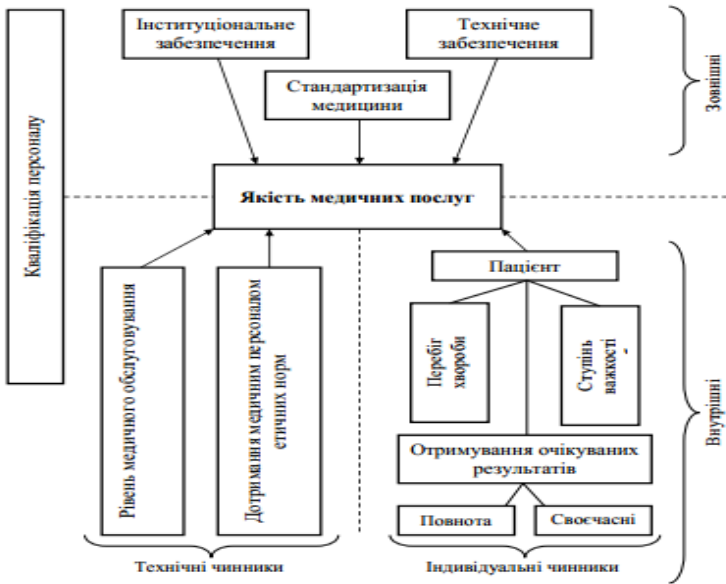 Інституціональне
забезпечення
Технічне
забезпечення
Стандартизація
медицини
Зовнішні
Кваліфікація персоналу
Якість медичних послуг
Пацієнт
Рівень медичного обслуговування
Дотримання медичним персоналом
етичних норм
Перебіг
хвороби
Ступінь
важкості
Внутрішні
Отримування очікуваних
результатів
Повнота
Своєчасні
Технічні чинники
Індивідуальні чинники